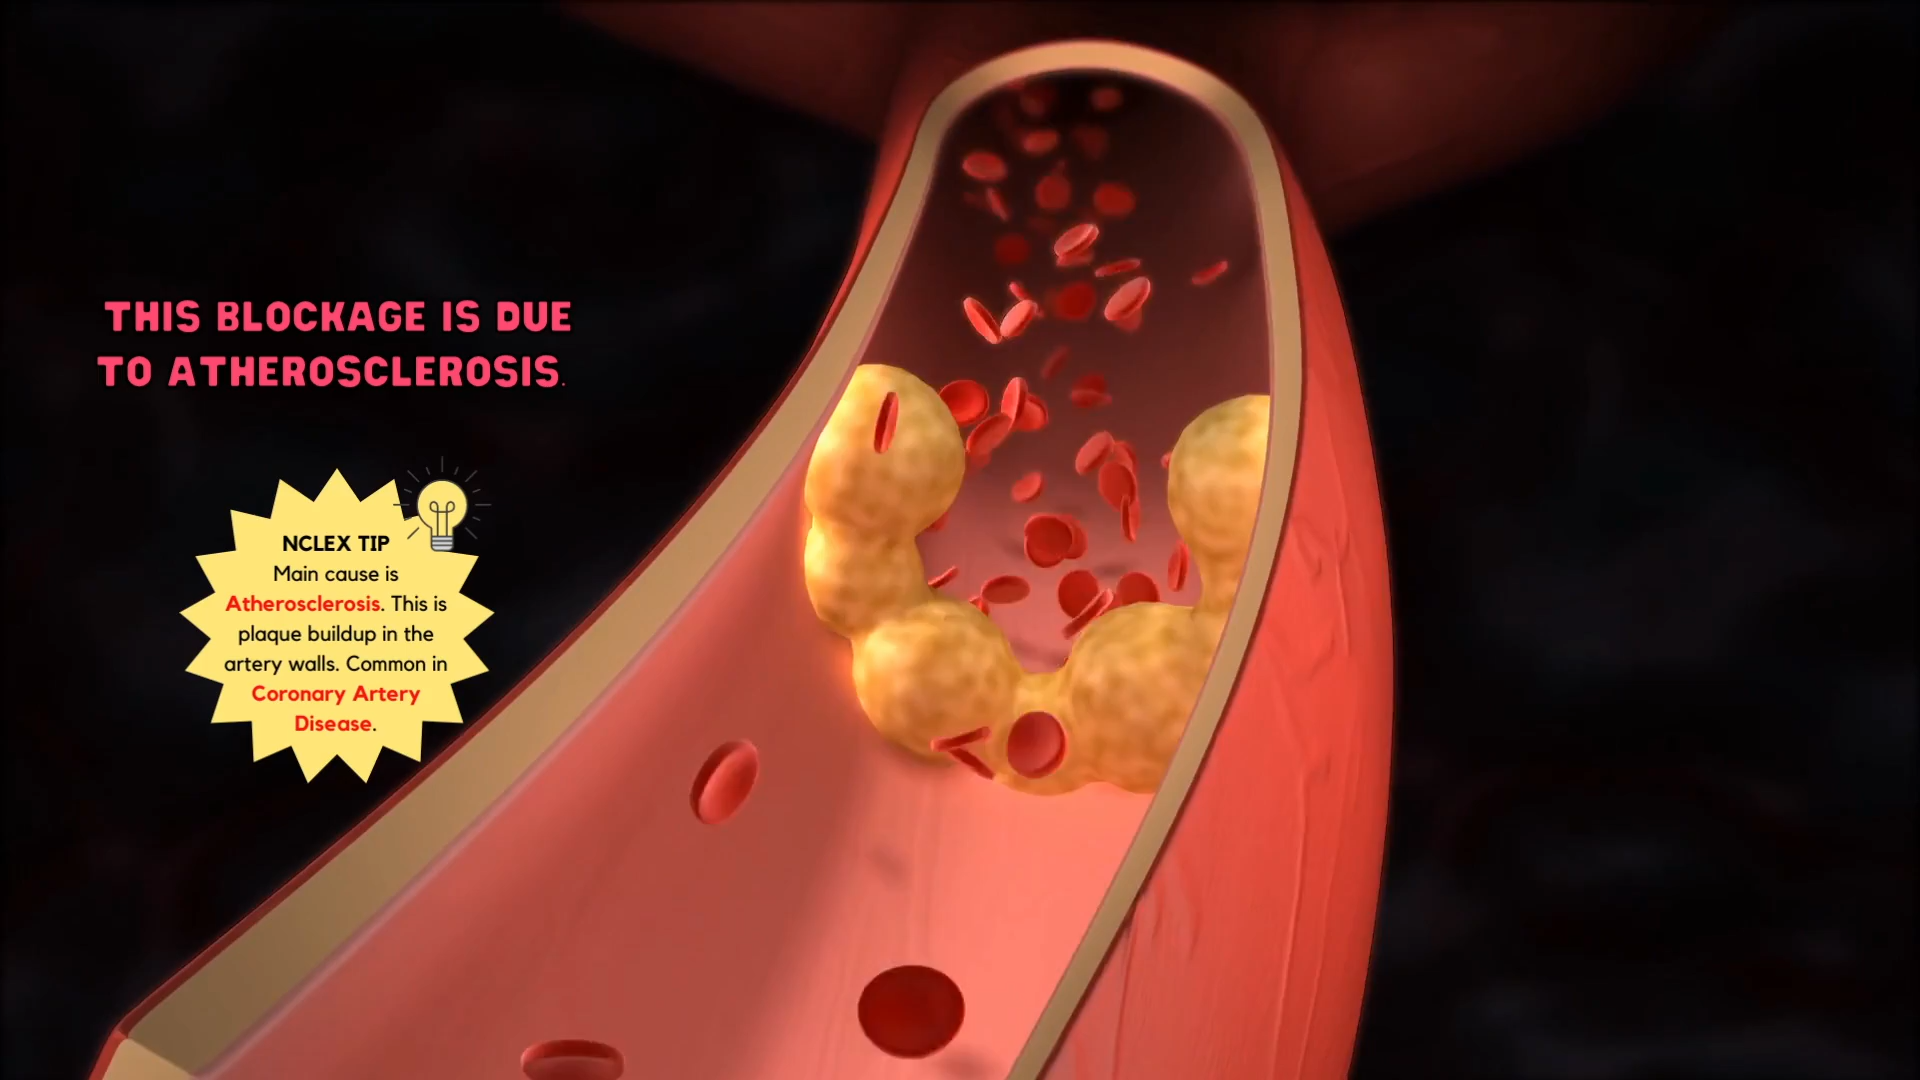 THIS BLOCKAGE IS DUE
TO ATHEROSCLEROSIS.
NCLEX TIP
Main cause is
Atherosclerosis. This is
plaque buildup in the
artery walls. Common in
Coronary Artery
Disease.